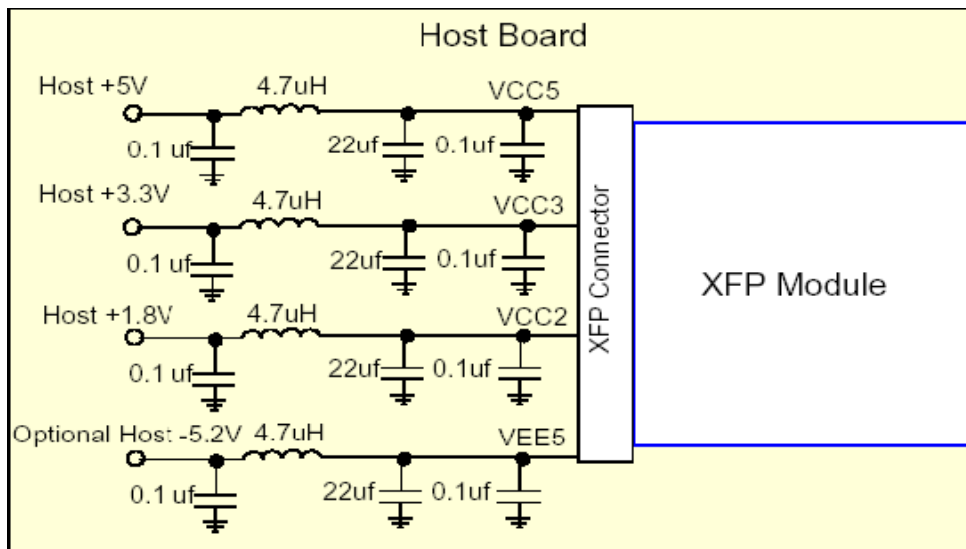 Host Board
Host +5V
4.7uH
VCC5
0.1 uf
22uf
0.1uf
Host +3.3V
4.7uH
VCC3
0.1 uf
22uf
0.1uf
Host +1.8V
4.7uH
VCC2
0.1 uf
22uf
0.1uf
Optional Host -5.2V
4.7uH
VEE5
0.1 uf
22uf
0.1uf
XFP Connector
XFP Module